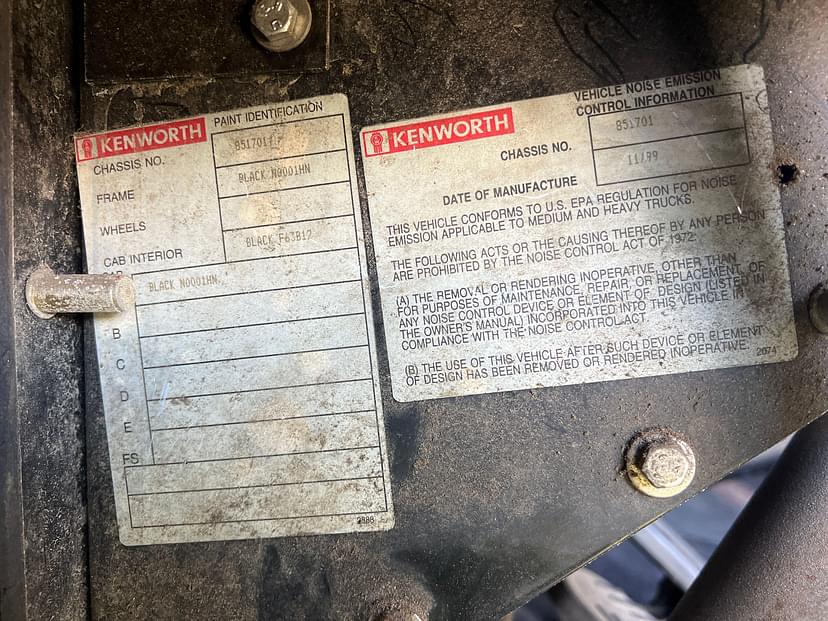 KENWORTH
PAINT IDENTIFICATION
CHASSIS NO.
851701
FRAME
BLACK N0001HN
WHEELS
CAB INTERIOR
BLACK F63B12
BLACK N0001HN
B
C
D
E
FS
2886
KENWORTH
VEHICLE NOISE EMISSION
CONTROL INFORMATION
CHASSIS NO.
851701
DATE OF MANUFACTURE
11/99
THIS VEHICLE CONFORMS TO U.S. EPA REGULATION FOR NOISE
EMISSION APPLICABLE TO MEDIUM AND HEAVY TRUCKS.
THE FOLLOWING ACTS OR THE CAUSING THEREOF BY ANY PERSON
ARE PROHIBITED BY THE NOISE CONTROL ACT OF 1972:
(A) THE REMOVAL OR RENDERING INOPERATIVE, OTHER THAN
FOR PURPOSES OF MAINTENANCE, REPAIR, OR REPLACEMENT, OF
ANY NOISE CONTROL DEVICE OR ELEMENT OF DESIGN (LISTED IN
THE OWNER'S MANUAL) INCORPORATED INTO THIS VEHICLE IN
COMPLIANCE WITH THE NOISE CONTROL ACT
(B) THE USE OF THIS VEHICLE AFTER SUCH DEVICE OR ELEMENT
OF DESIGN HAS BEEN REMOVED OR RENDERED INOPERATIVE.
2074